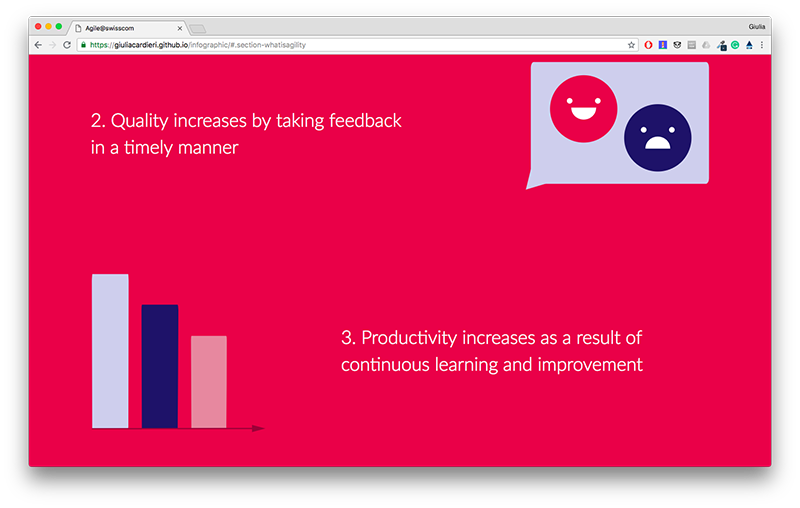 Agile@swisscom
Giulia
https://giuliacardieri.github.io/infographic/#.section-whatisagility
2. Quality increases by taking feedback
in a timely manner
3. Productivity increases as a result of
continuous learning and improvement